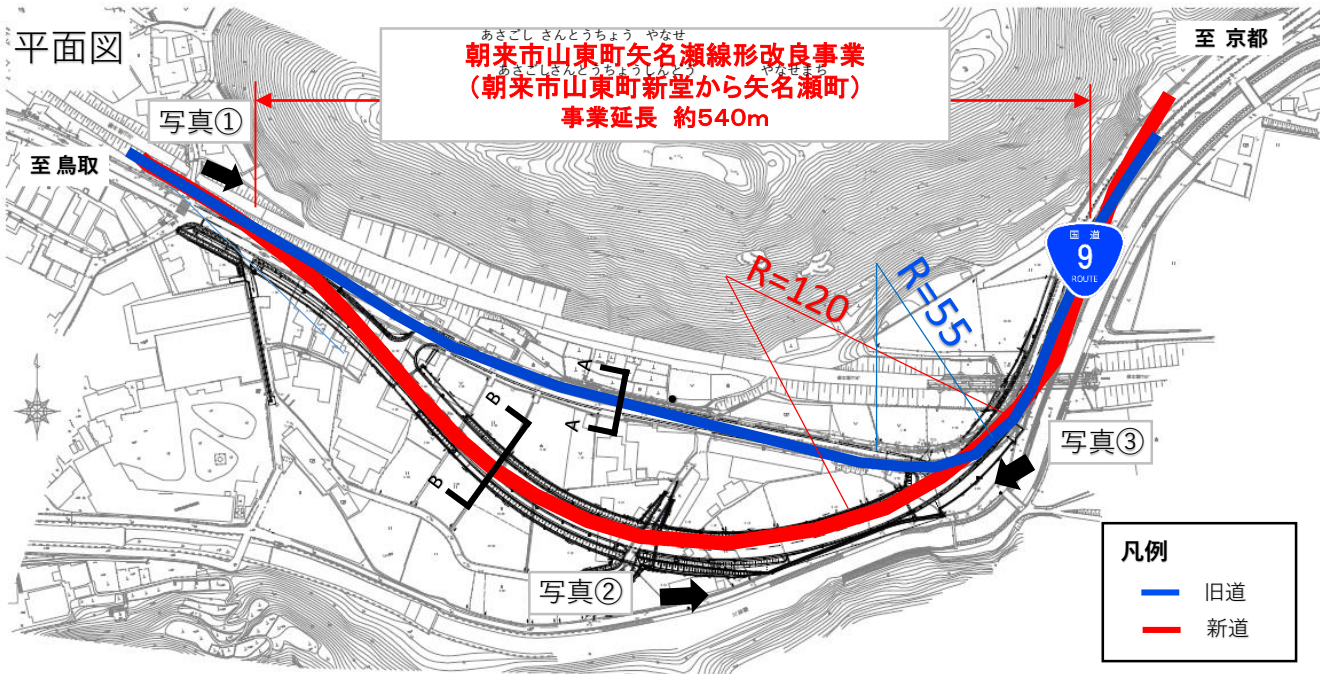 平面図
あさごし さんとうちょう やなせ
朝来市山東町矢名瀬線形改良事業
あさごしさんとうちょうしんどう やなせまち
(朝来市山東町新堂から矢名瀬町)
事業延長 約540m
至 京都
写真①
至 鳥取
国道
9
ROUTE
R=120
R=55
A
A
B
B
写真③
写真②
凡例
旧道
新道